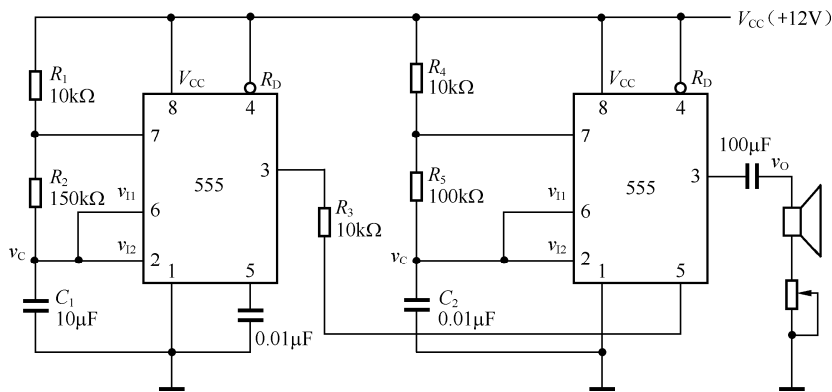 V_CC (+12V)
R_1
10kΩ
V_CC
R_D
8
4
7
R_2
150kΩ
v_I1
6
555
3
v_C
v_I2
2
1
5
C_1
10μF
0.01μF
R_3
10kΩ
R_4
10kΩ
V_CC
R_D
8
4
7
R_5
100kΩ
v_I1
6
555
3
v_C
v_I2
2
1
5
C_2
0.01μF
100μF
v_O